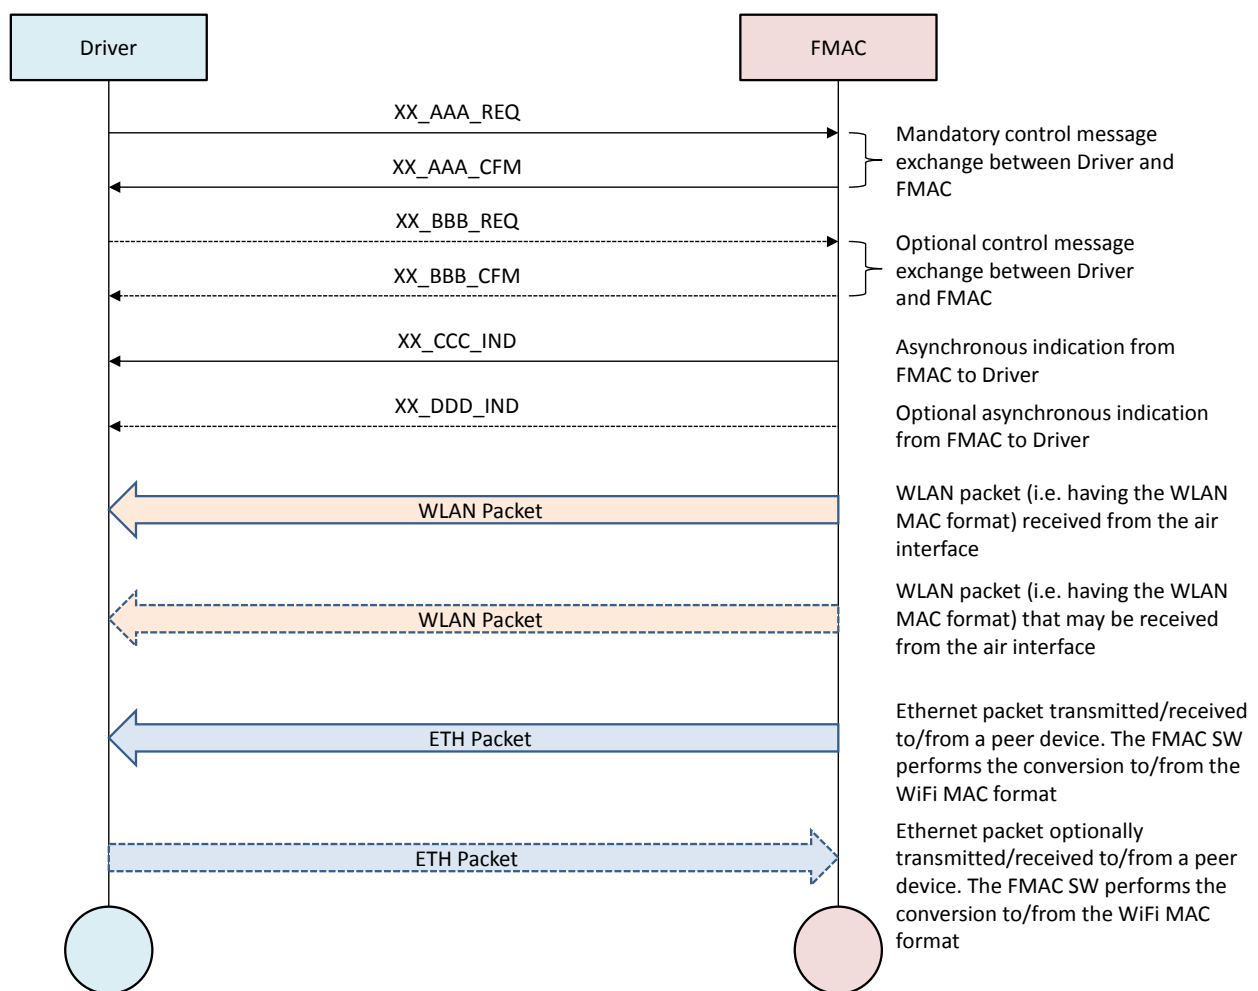 Driver
FMAC
XX_AAA_REQ
XX_AAA_CFM
Mandatory control message
exchange between Driver and
FMAC
XX_BBB_REQ
XX_BBB_CFM
Optional control message
exchange between Driver
and FMAC
XX_CCC_IND
Asynchronous indication from
FMAC to Driver
XX_DDD_IND
Optional asynchronous indication
from FMAC to Driver
WLAN Packet
WLAN packet (i.e. having the WLAN
MAC format) received from the air
interface
WLAN Packet
WLAN packet (i.e. having the WLAN
MAC format) that may be received
from the air interface
ETH Packet
Ethernet packet transmitted/received
to/from a peer device. The FMAC SW
performs the conversion to/from the
WiFi MAC format
ETH Packet
Ethernet packet optionally
transmitted/received to/from a peer
device. The FMAC SW performs the
conversion to/from the WiFi MAC
format